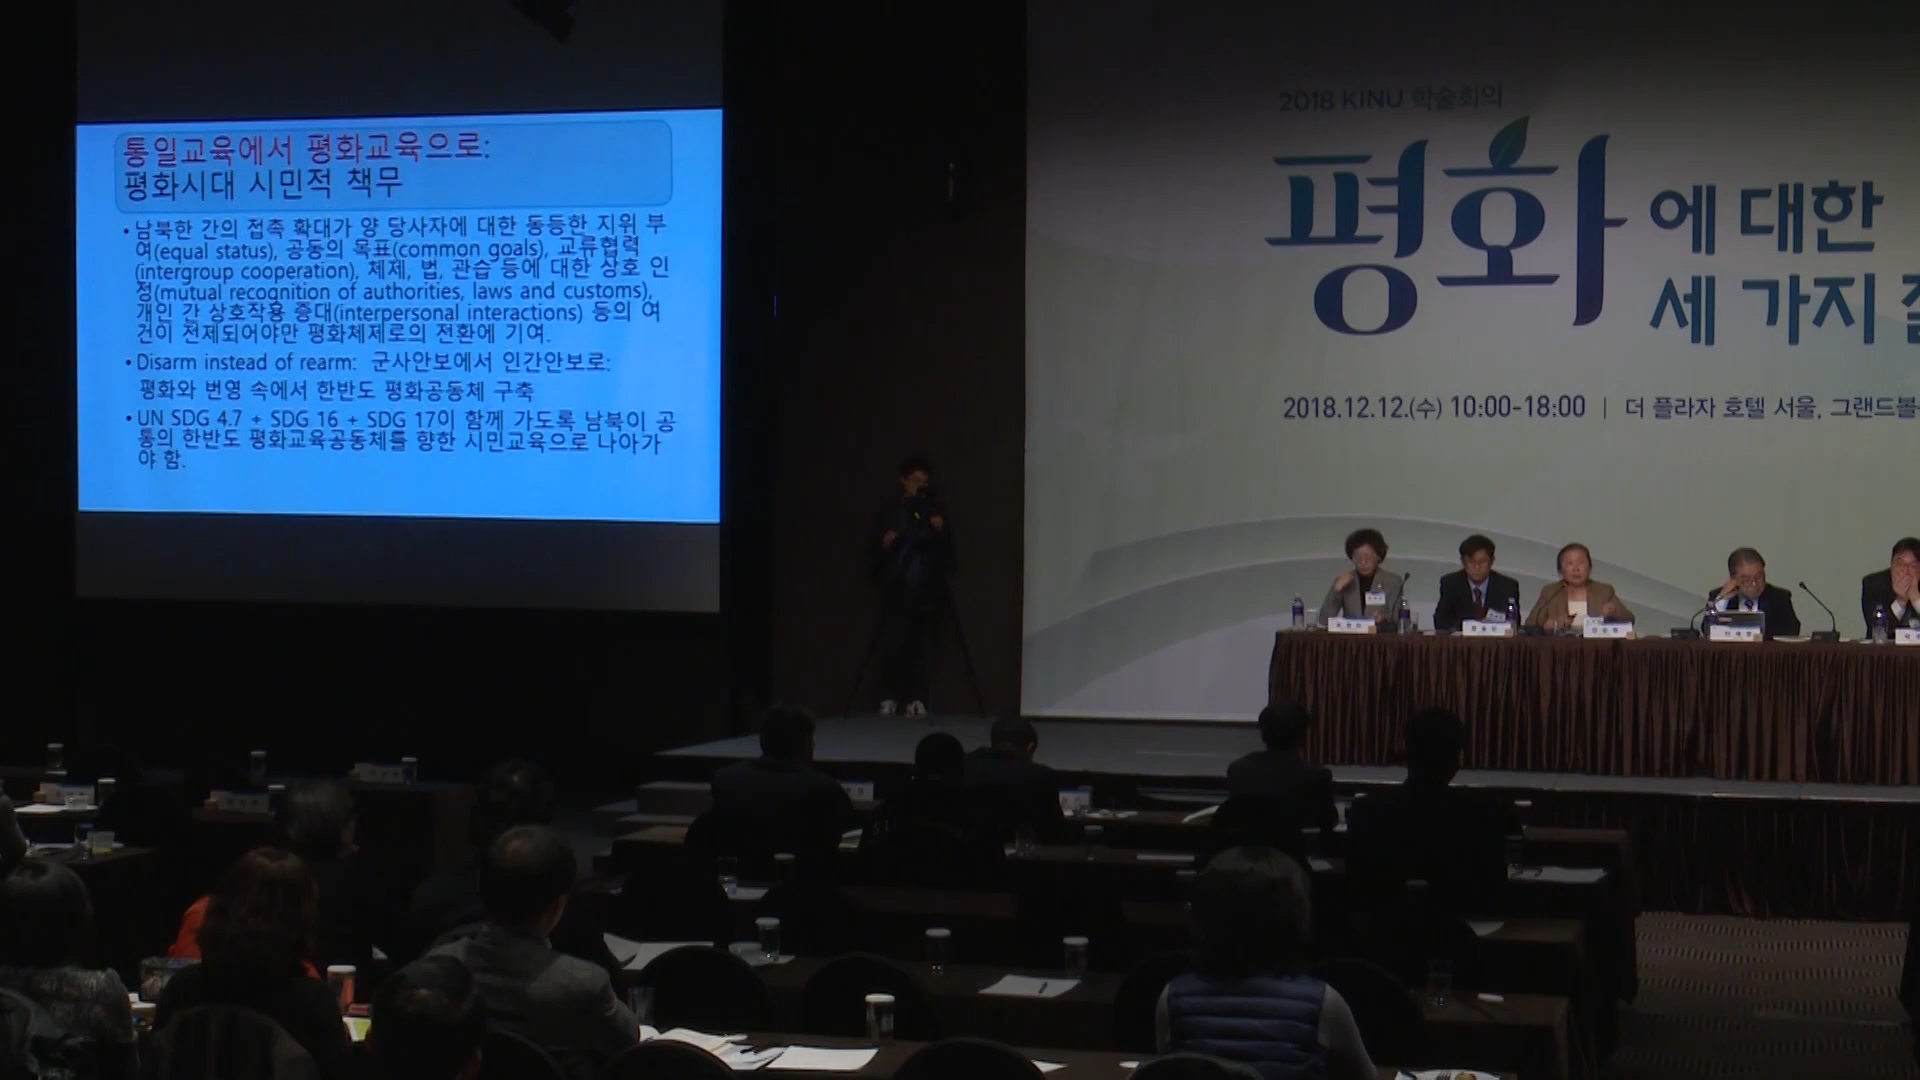 통일교육에서 평화교육으로:
평화시대 시민적 책무
• 남북한 간의 접촉 확대가 양 당사자에 대한 동등한 지위 부
여(equal status), 공동의 목표(common goals), 교류협력
(intergroup cooperation), 체제, 법, 관습 등에 대한 상호 인
정(mutual recognition of authorities, laws and customs),
개인 간 상호작용 증대(interpersonal interactions) 등의 여
건이 전제되어야만 평화체제로의 전환에 기여.
• Disarm instead of rearm: 군사안보에서 인간안보로:
평화와 번영 속에서 한반도 평화공동체 구축
• UN SDG 4.7 + SDG 16 + SDG 17이 함께 가도록 남북이 공
통의 한반도 평화교육공동체를 향한 시민교육으로 나아가
야 함.
2018 KINU 학술회의
평화에 대한
세 가지
2018.12.12.(수) 10:00-18:00 | 더 플라자 호텔 서울, 그랜드볼